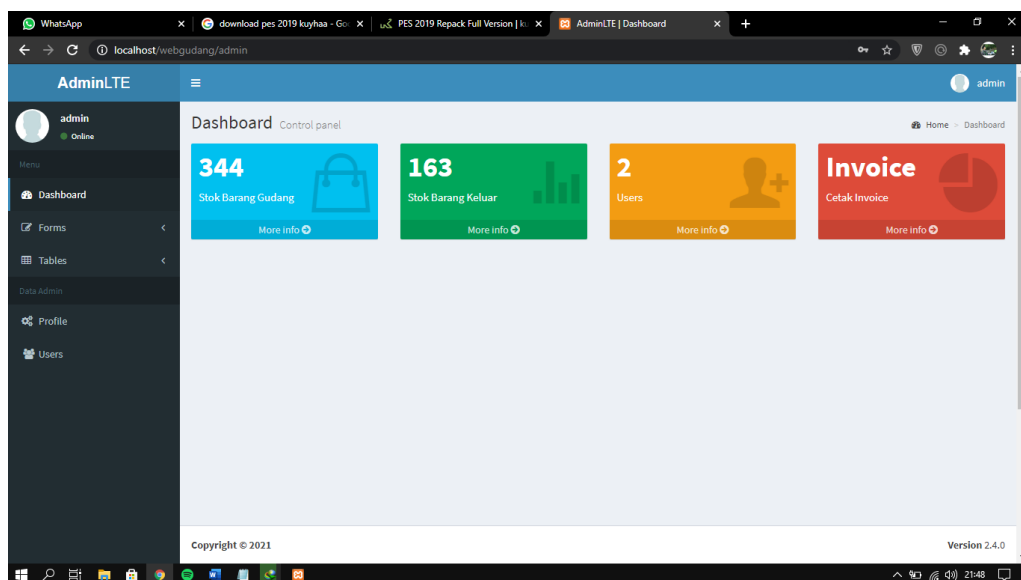 WhatsApp
download pes 2019 kuyhaa - Goo
PES 2019 Repack Full Version | ku
AdminLTE | Dashboard
localhost/webgudang/admin
AdminLTE
admin
admin
Online
Dashboard Control panel
Home > Dashboard
Menu
Dashboard
Forms
Tables
Data Admin
Profile
Users
344
Stok Barang Gudang
More info
163
Stok Barang Keluar
More info
2
Users
More info
Invoice
Cetak Invoice
More info
Copyright © 2021
Version 2.4.0
21:48